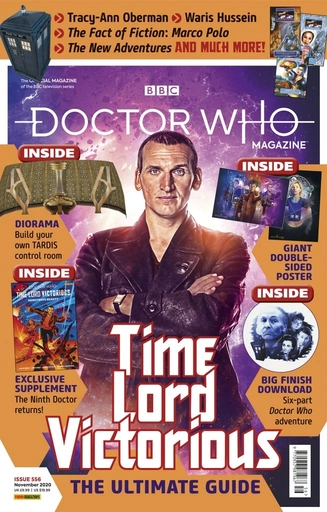 Tracy-Ann Oberman > Waris Hussein
The Fact of Fiction: Marco Polo
The New Adventures AND MUCH MORE!
BBC
The OFFICIAL MAGAZINE
of the BBC television series
DOCTOR WHO
MAGAZINE
INSIDE
INSIDE
DIORAMA
Build your
own TARDIS
control room
GIANT
DOUBLE-
SIDED
POSTER
INSIDE
INSIDE
TIME LORD VICTORIOUS
EXCLUSIVE
SUPPLEMENT
The Ninth Doctor
returns!
BIG FINISH
DOWNLOAD
Six-part
Doctor Who
adventure
Time
Lord
Victorious
THE ULTIMATE GUIDE
ISSUE 556
November 2020